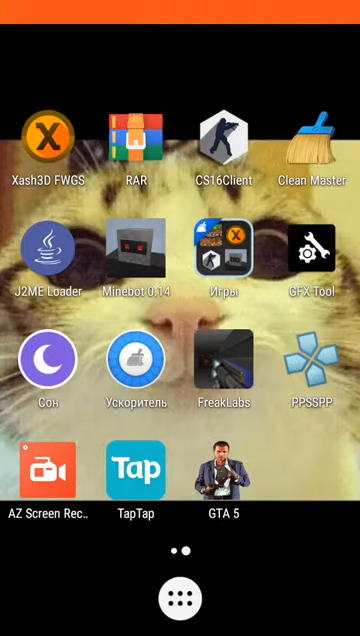 Xash3D FWGS
RAR
CS16Client
Clean Master
J2ME Loader
Minebot 0.14
Игры
GFX Tool
Сон
Ускоритель
FreakLabs
PPSSPP
AZ Screen Rec..
Tap
TapTap
GTA 5